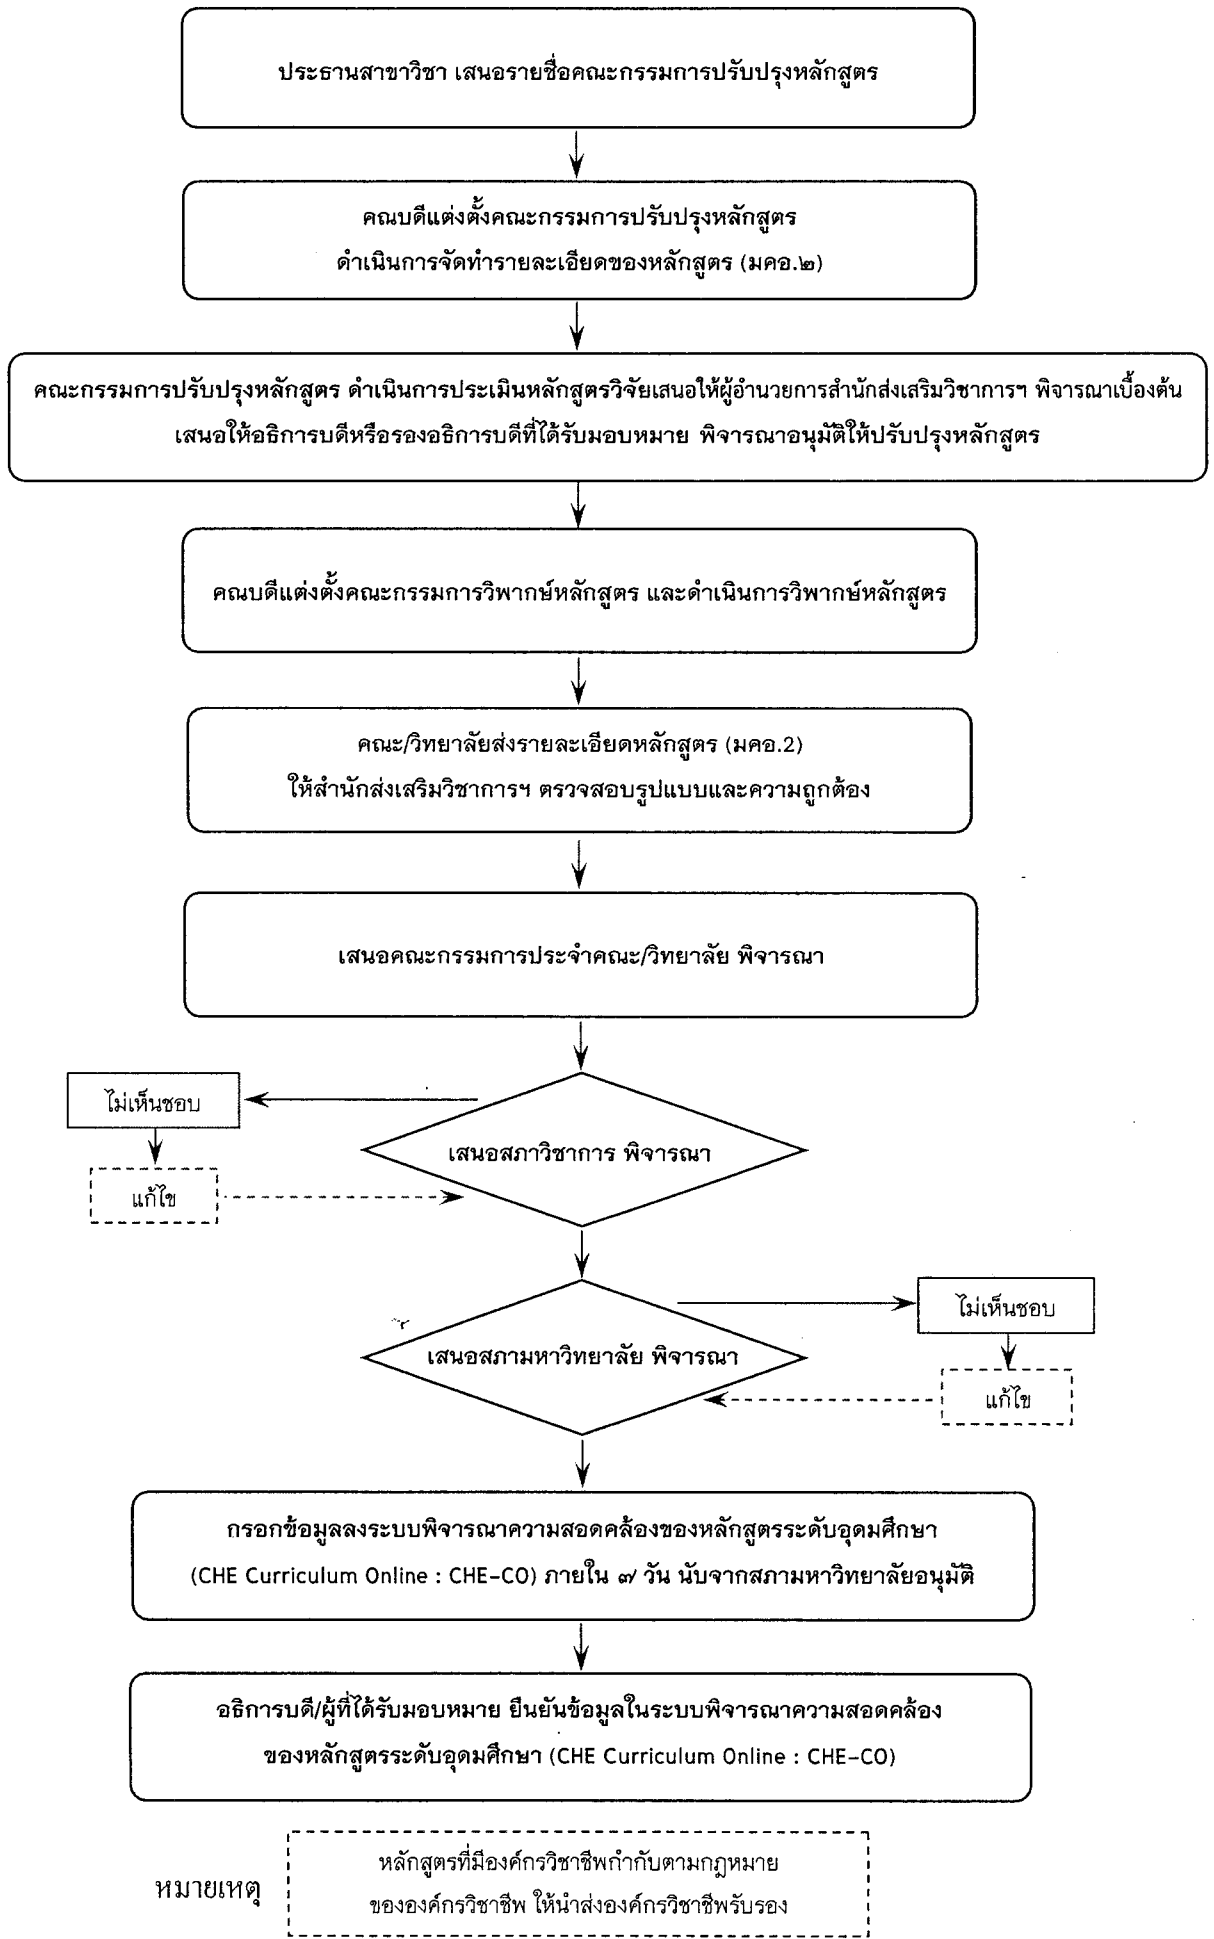 ประธานสาขาวิชา เสนอรายชื่อคณะกรรมการปรับปรุงหลักสูตร
คณบดีแต่งตั้งคณะกรรมการปรับปรุงหลักสูตร
ดำเนินการจัดทำรายละเอียดของหลักสูตร (มคอ.๒)
คณะกรรมการปรับปรุงหลักสูตร ดำเนินการประเมินหลักสูตรวิจัยเสนอให้ผู้อำนวยการสำนักส่งเสริมวิชาการฯ พิจารณาเบื้องต้น
เสนอให้อธิการบดีหรือรองอธิการบดีที่ได้รับมอบหมาย พิจารณาอนุมัติให้ปรับปรุงหลักสูตร
คณบดีแต่งตั้งคณะกรรมการวิพากษ์หลักสูตร และดำเนินการวิพากษ์หลักสูตร
คณะ/วิทยาลัยส่งรายละเอียดหลักสูตร (มคอ.2)
ให้สำนักส่งเสริมวิชาการฯ ตรวจสอบรูปแบบและความถูกต้อง
เสนอคณะกรรมการประจำคณะ/วิทยาลัย พิจารณา
ไม่เห็นชอบ
เสนอสภาวิชาการ พิจารณา
แก้ไข
ไม่เห็นชอบ
เสนอสภามหาวิทยาลัย พิจารณา
แก้ไข
กรอกข้อมูลลงระบบพิจารณาความสอดคล้องของหลักสูตรระดับอุดมศึกษา
(CHE Curriculum Online : CHE-CO) ภายใน ๗ วัน นับจากสภามหาวิทยาลัยอนุมัติ
อธิการบดี/ผู้ที่ได้รับมอบหมาย ยืนยันข้อมูลในระบบพิจารณาความสอดคล้อง
ของหลักสูตรระดับอุดมศึกษา (CHE Curriculum Online : CHE-CO)
หมายเหตุ
หลักสูตรที่มีองค์กรวิชาชีพกำกับตามกฎหมาย
ขององค์กรวิชาชีพ ให้นำส่งองค์กรวิชาชีพรับรอง